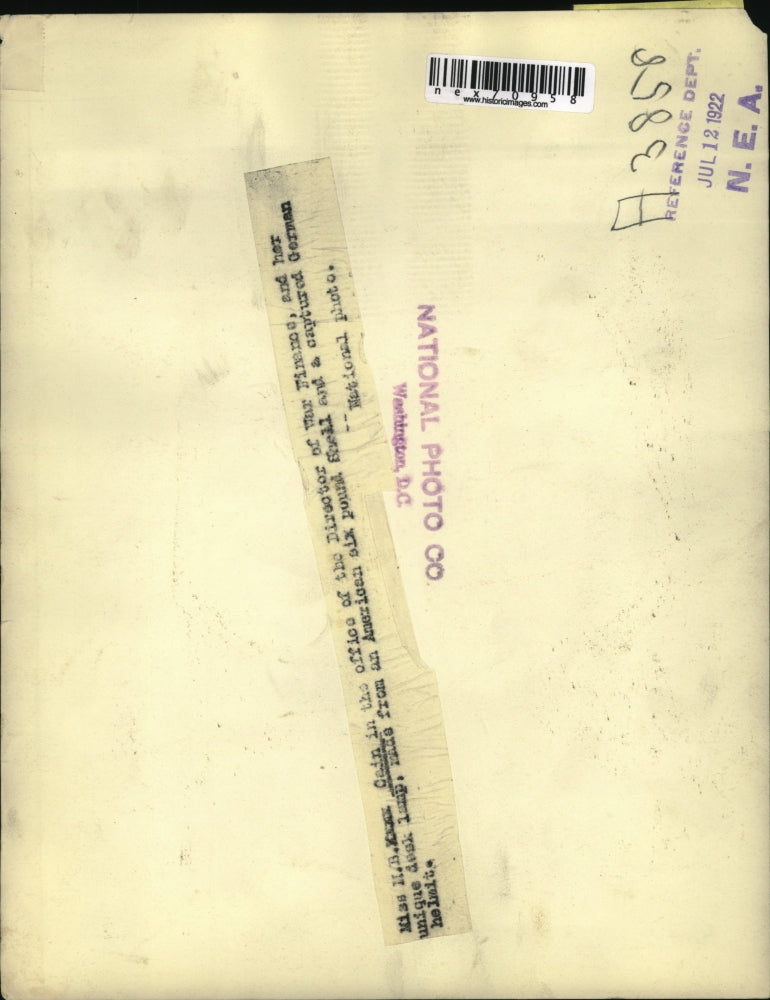 nex70958
www.historicimages.com
3858
REFERENCE DEPT.
JUL 12 1922
N. E. A.
NATIONAL PHOTO CO.
Washington, D.C.
Miss Cain in the office of the Director of War Finance, and her
unique desk lamp, made from an American six pound Shell and a captured German
helmit.
-- National photo.